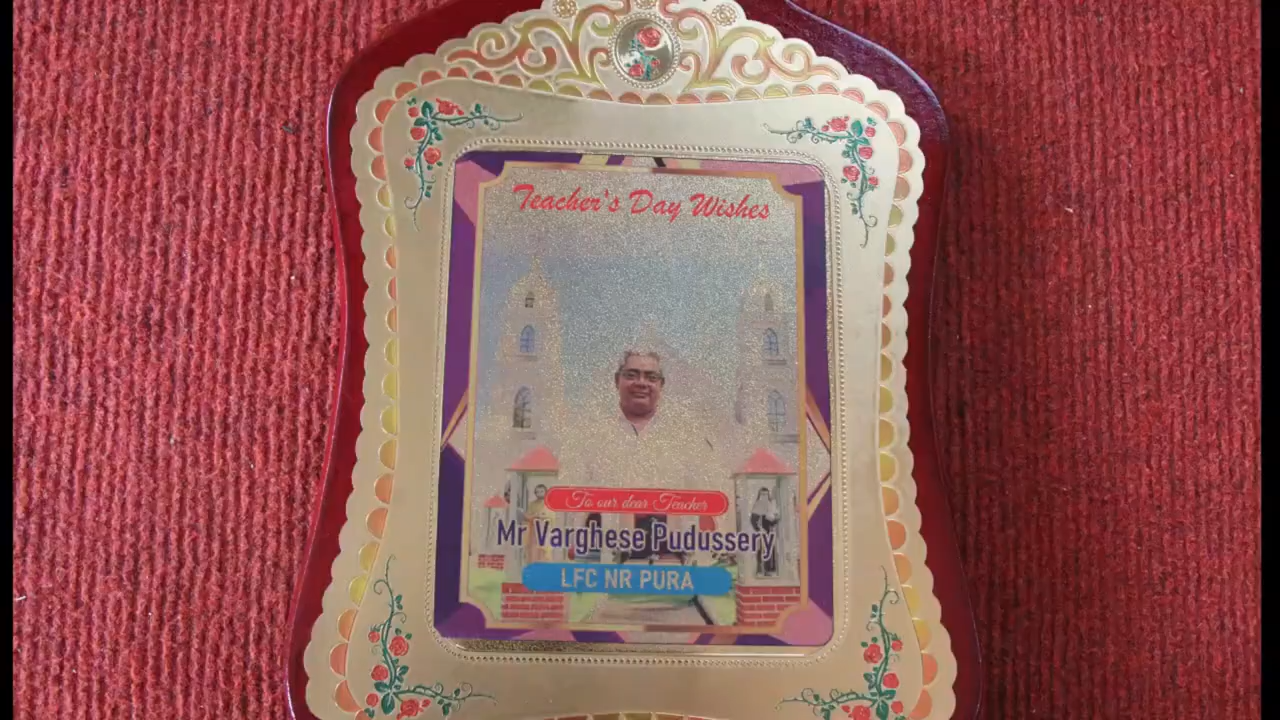 Teacher's Day Wishes
To our dear Teacher
Mr Varghese Pudussery
LFC NR PURA